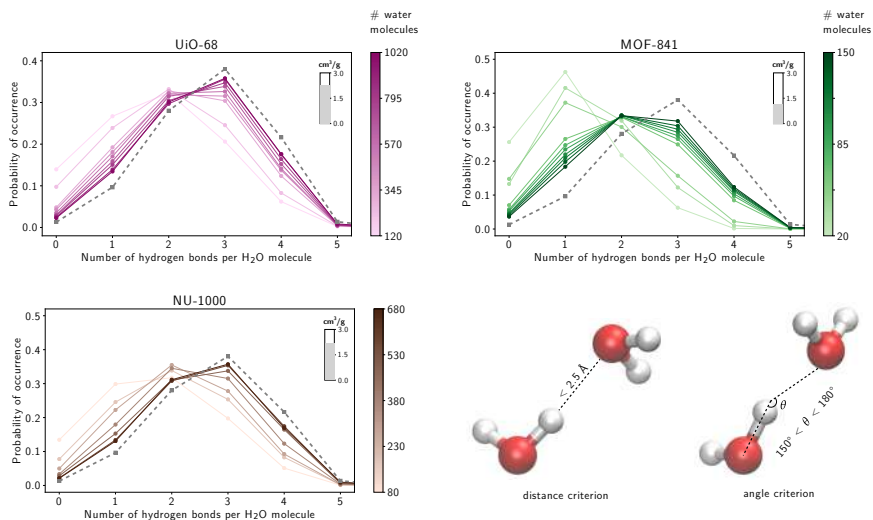 # water
molecules
UiO-68
1020
795
570
345
120
cm³/g
3.0
1.5
0.0
0.4
0.3
0.2
0.1
0.0
Probability of occurrence
0 1 2 3 4 5
Number of hydrogen bonds per H₂O molecule
# water
molecules
MOF-841
150
85
20
cm³/g
3.0
1.5
0.0
0.5
0.4
0.3
0.2
0.1
0.0
Probability of occurrence
0 1 2 3 4 5
Number of hydrogen bonds per H₂O molecule
NU-1000
680
530
380
230
80
cm³/g
3.0
1.5
0.0
0.5
0.4
0.3
0.2
0.1
0.0
Probability of occurrence
0 1 2 3 4 5
Number of hydrogen bonds per H₂O molecule
< 2.5 Å
distance criterion
θ
150° < θ < 180°
angle criterion